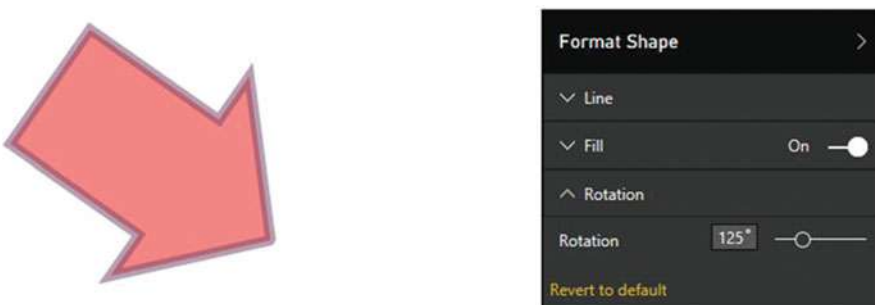 Format Shape
Line
Fill On
Rotation
Rotation 125°
Revert to default